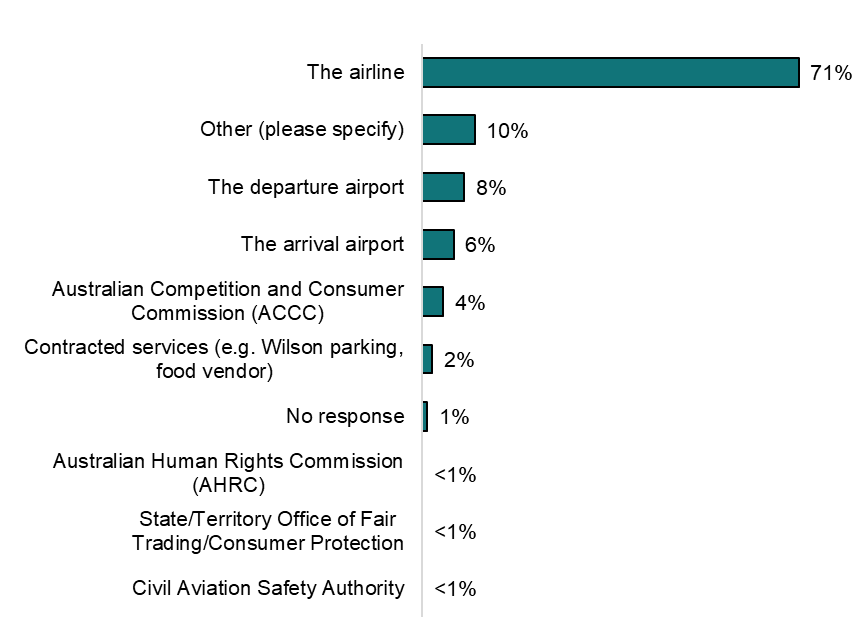 The airline 71%
Other (please specify) 10%
The departure airport 8%
The arrival airport 6%
Australian Competition and Consumer
Commission (ACCC) 4%
Contracted services (e.g. Wilson parking,
food vendor) 2%
No response 1%
Australian Human Rights Commission
(AHRC) <1%
State/Territory Office of Fair
Trading/Consumer Protection <1%
Civil Aviation Safety Authority <1%